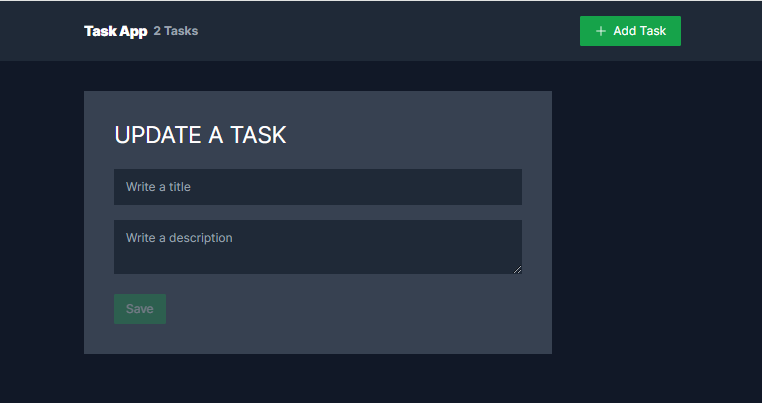 Task App 2 Tasks + Add Task
UPDATE A TASK
Write a title
Write a description
Save